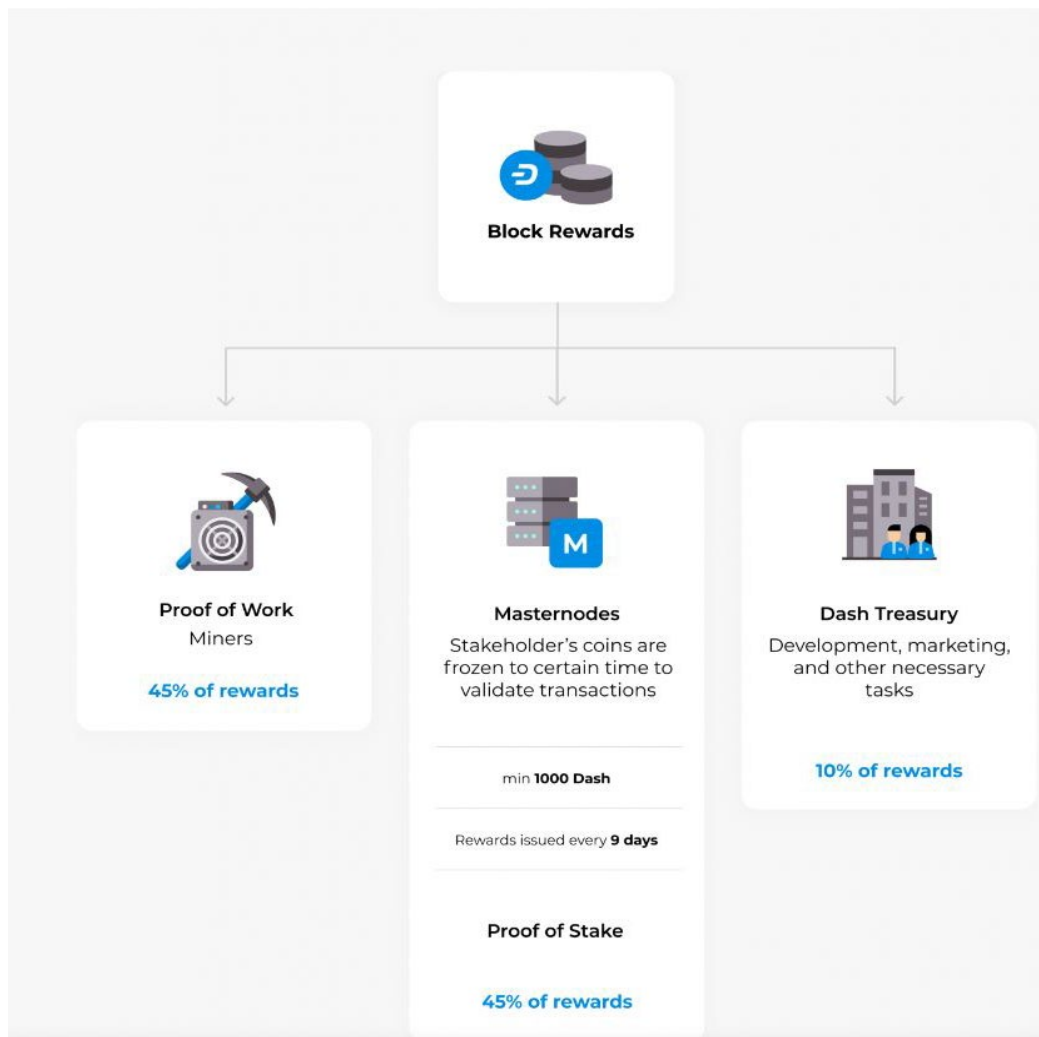 Block Rewards
Proof of Work
Miners
45% of rewards
M
Masternodes
Stakeholder's coins are
frozen to certain time to
validate transactions
min 1000 Dash
Rewards issued every 9 days
Proof of Stake
45% of rewards
Dash Treasury
Development, marketing,
and other necessary
tasks
10% of rewards